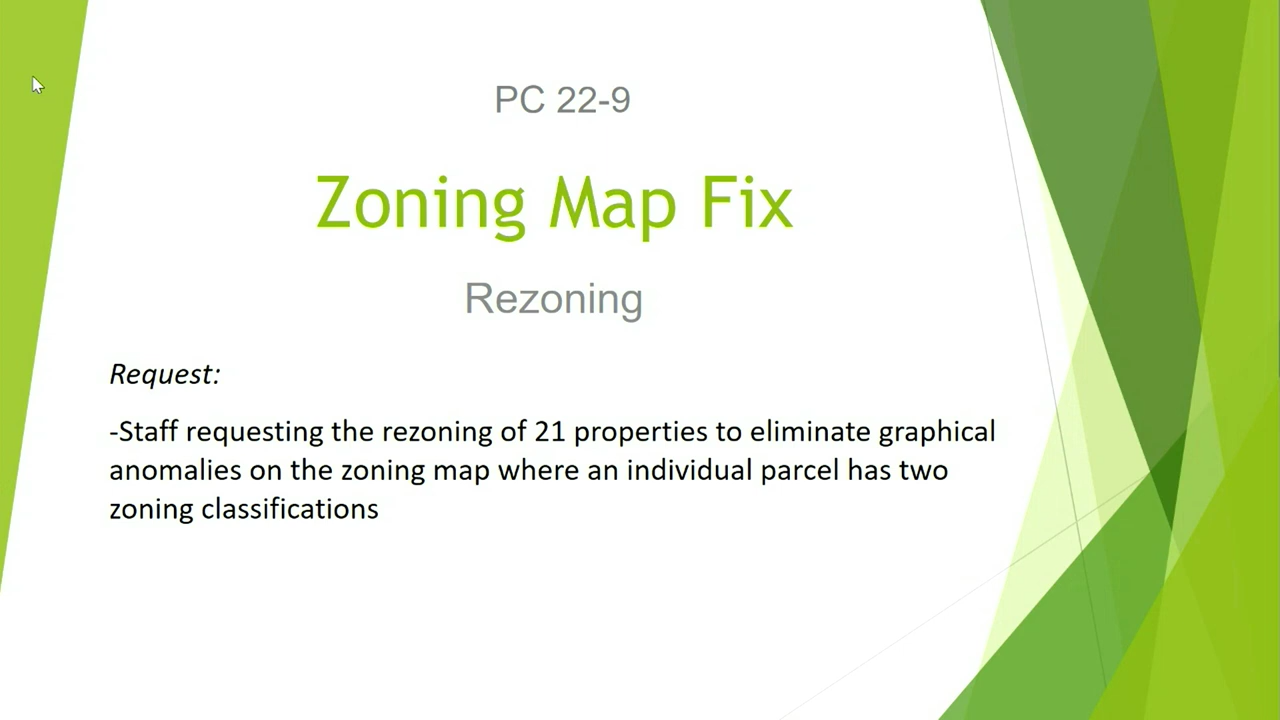 PC 22-9
Zoning Map Fix
Rezoning
Request:
-Staff requesting the rezoning of 21 properties to eliminate graphical
anomalies on the zoning map where an individual parcel has two
zoning classifications